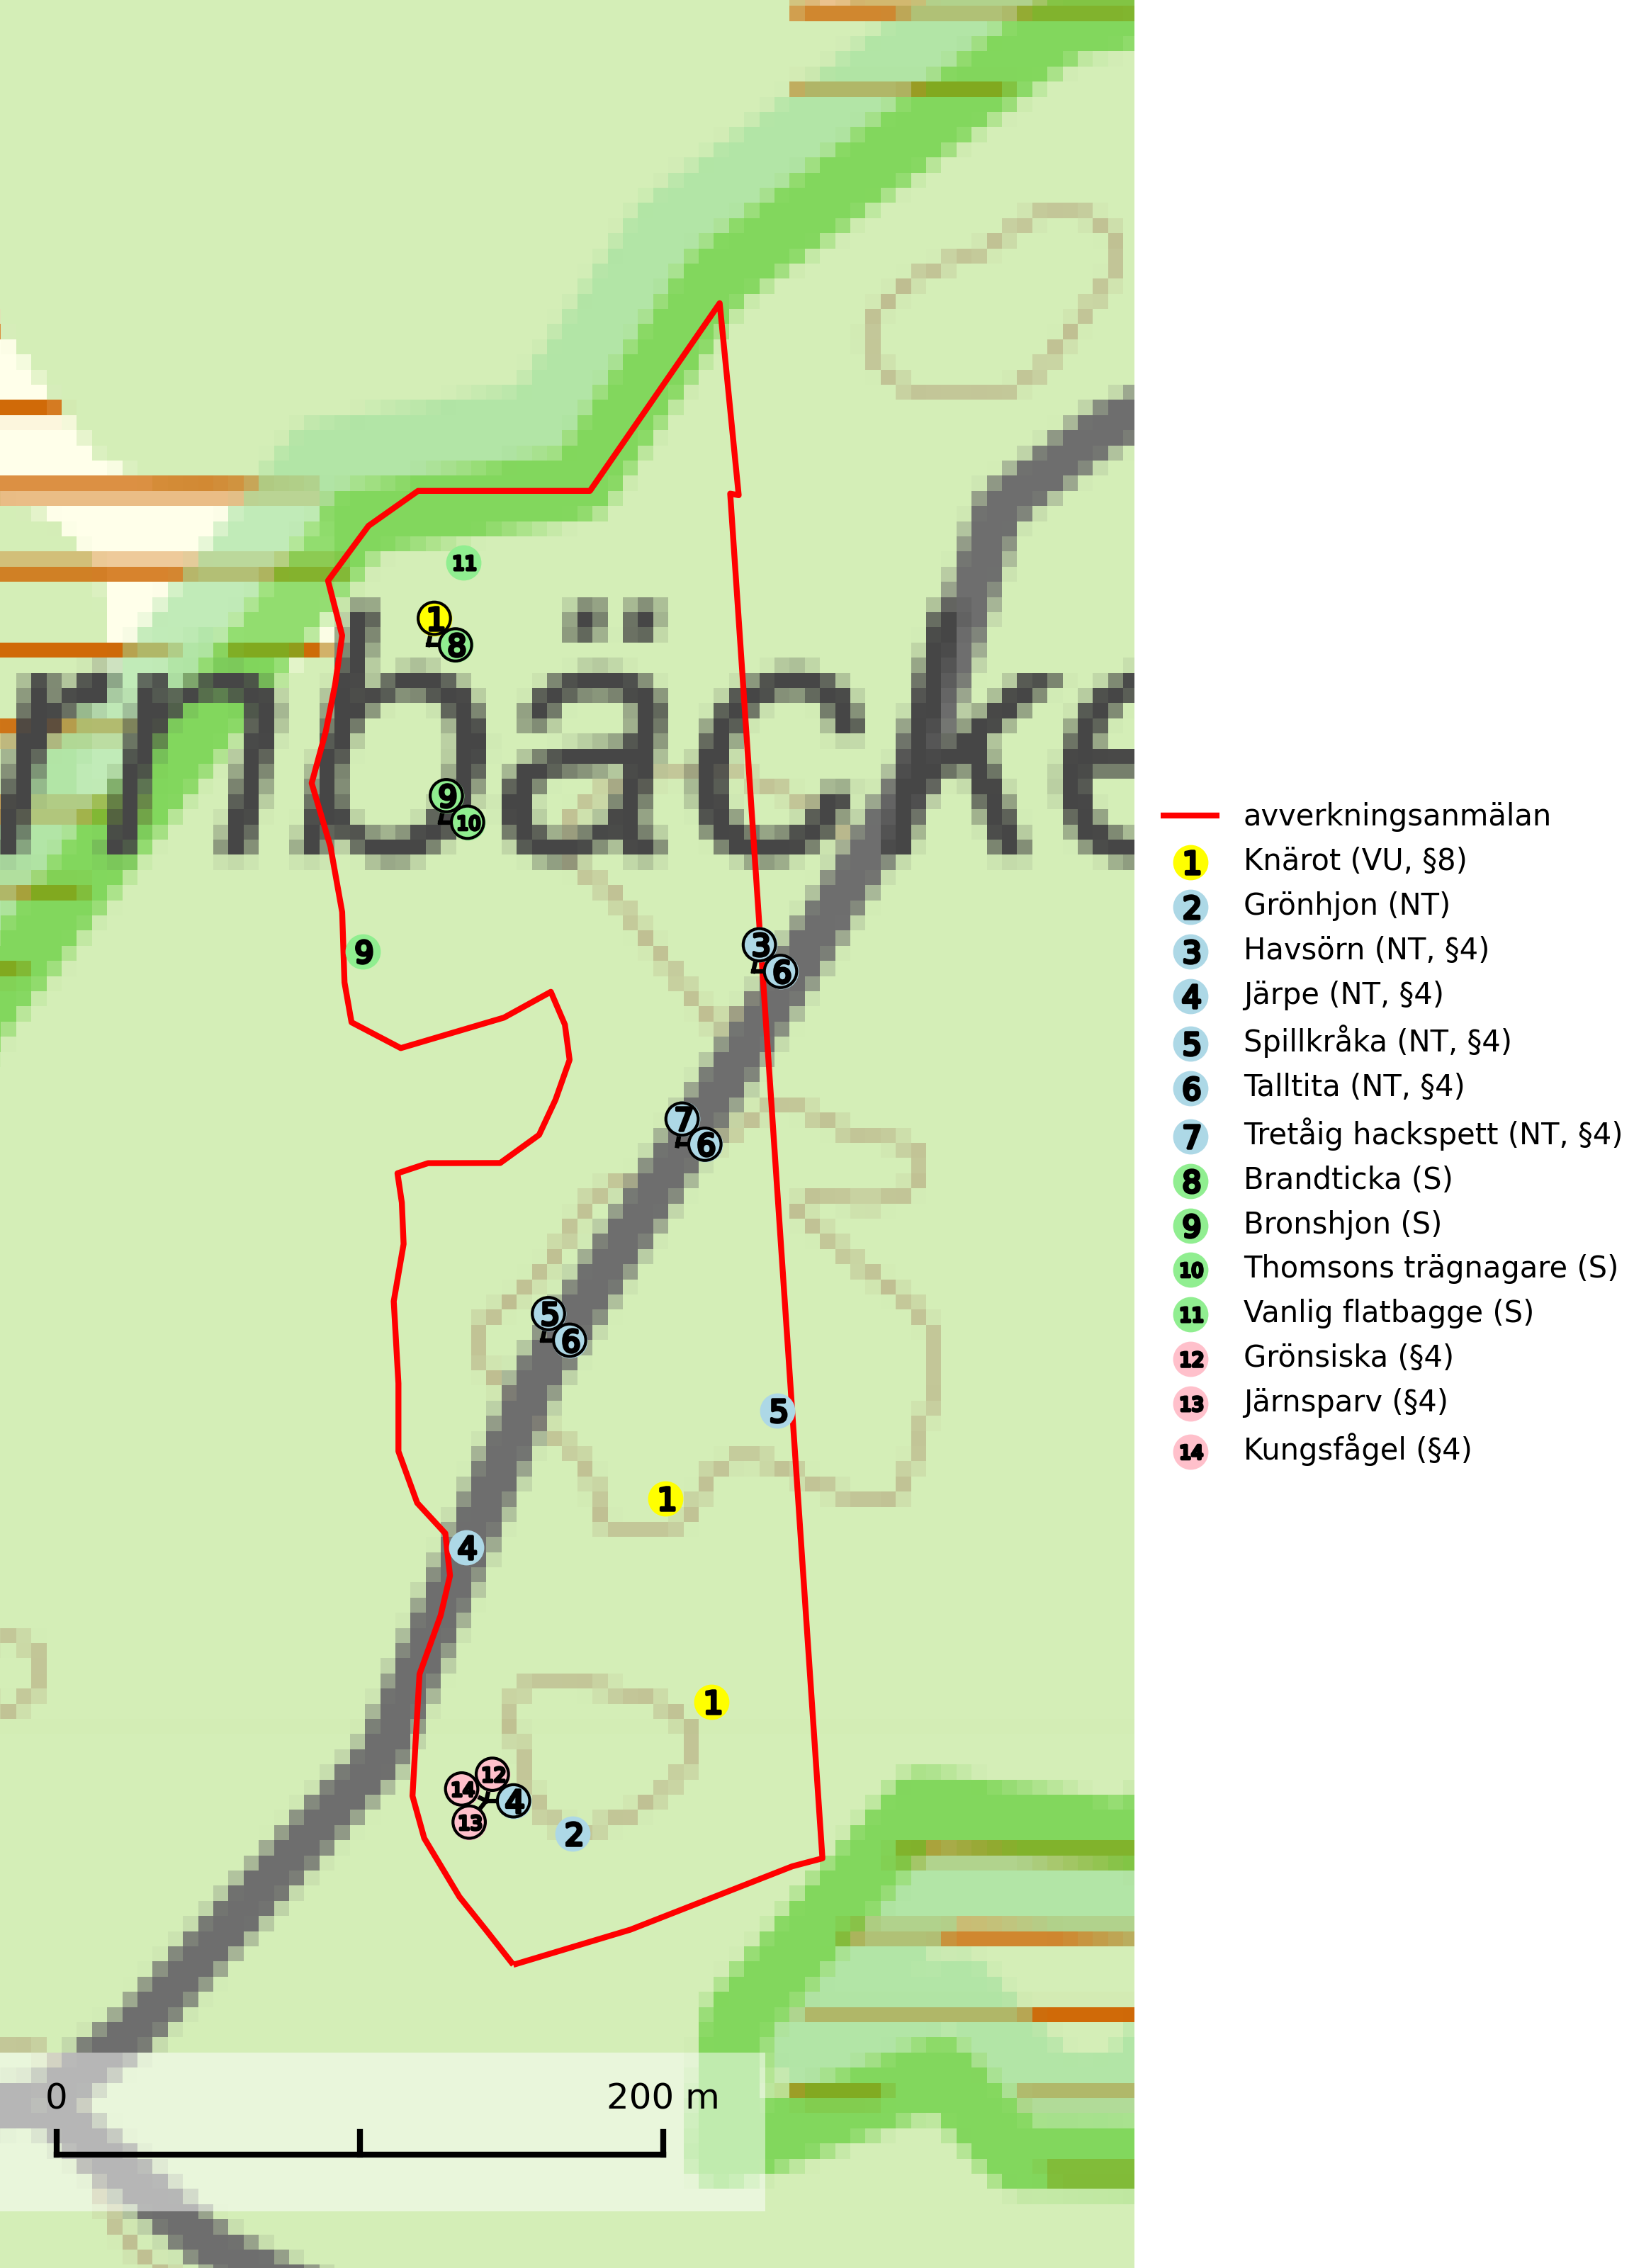 11
1
8
rnbäcke
9
10
9
3
6
7
6
5
6
5
1
4
1
12
14
4
13
2
0 200 m
avverkningsanmälan
1 Knärot (VU, §8)
2 Grönhjon (NT)
3 Havsörn (NT, §4)
4 Järpe (NT, §4)
5 Spillkråka (NT, §4)
6 Talltita (NT, §4)
7 Tretåig hackspett (NT, §4)
8 Brandticka (S)
9 Bronshjon (S)
10 Thomsons trägnagare (S)
11 Vanlig flatbagge (S)
12 Grönsiska (§4)
13 Järnsparv (§4)
14 Kungsfågel (§4)